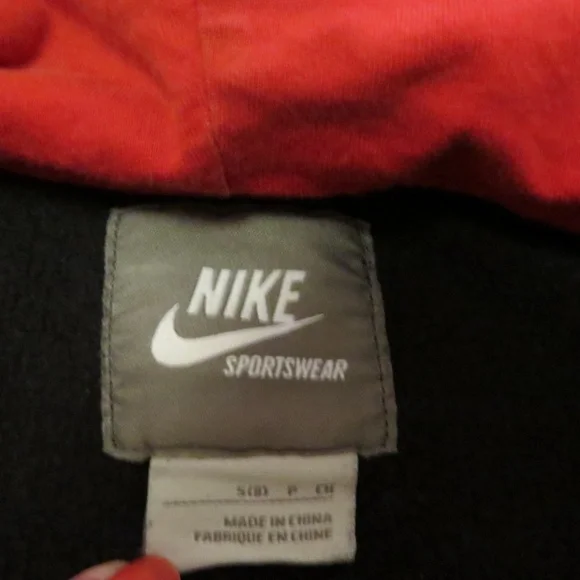 NIKE
SPORTSWEAR
S(8) P CH
MADE IN CHINA
FABRIQUE EN CHINE